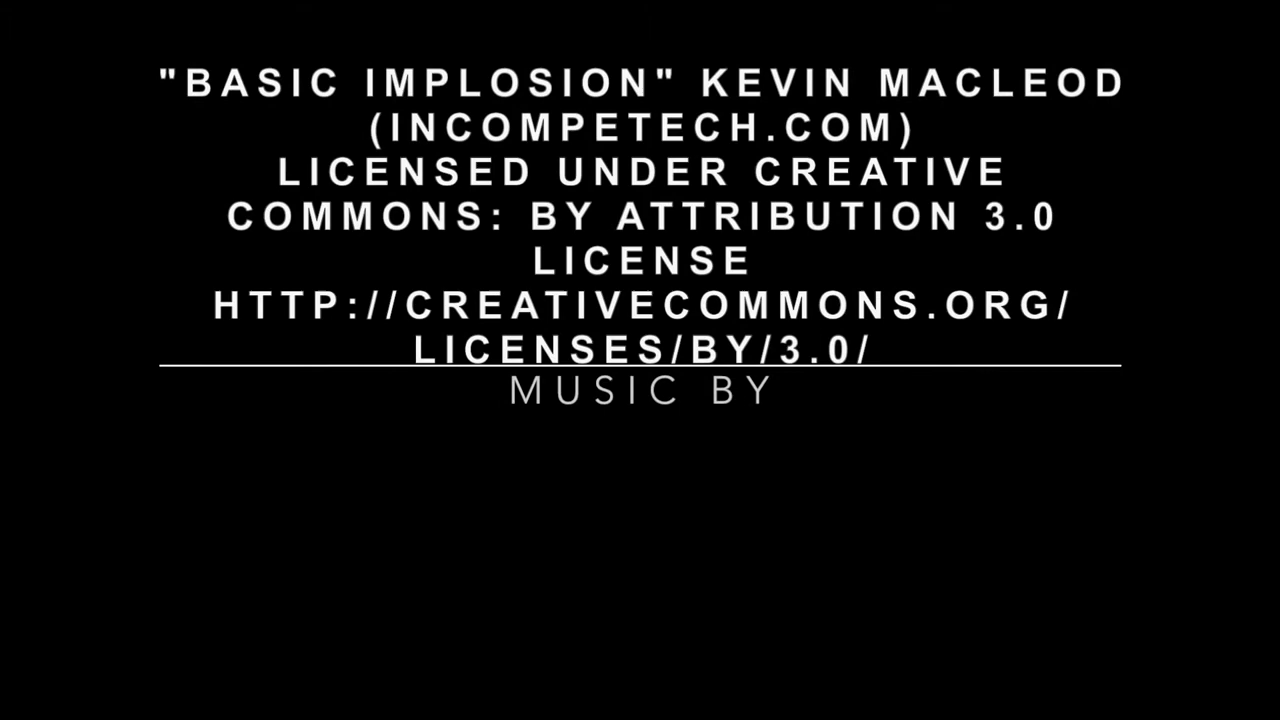 "BASIC IMPLOSION" KEVIN MACLEOD
(INCOMPETECH.COM)
LICENSED UNDER CREATIVE
COMMONS: BY ATTRIBUTION 3.0
LICENSE
HTTP://CREATIVECOMMONS.ORG/
LICENSES/BY/3.0/
MUSIC BY